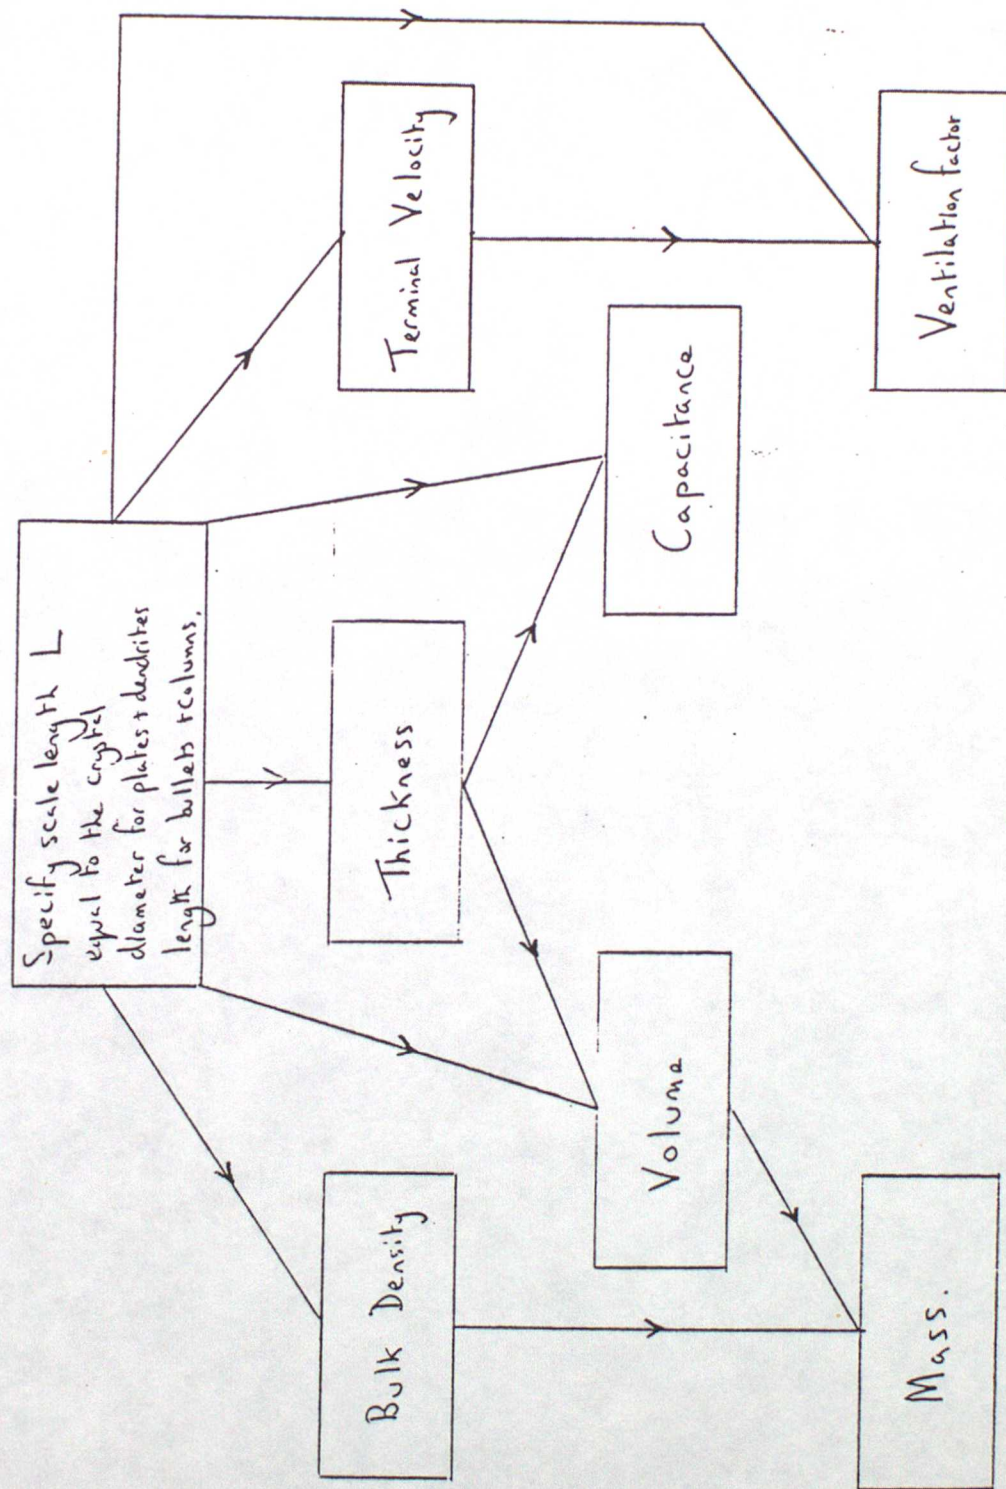 Specify scale length L
equal to the crystal
diameter for plates + dendrites
length for bullets + columns.
Bulk Density
Thickness
Terminal Velocity
Volume
Capacitance
Mass.
Ventilation factor